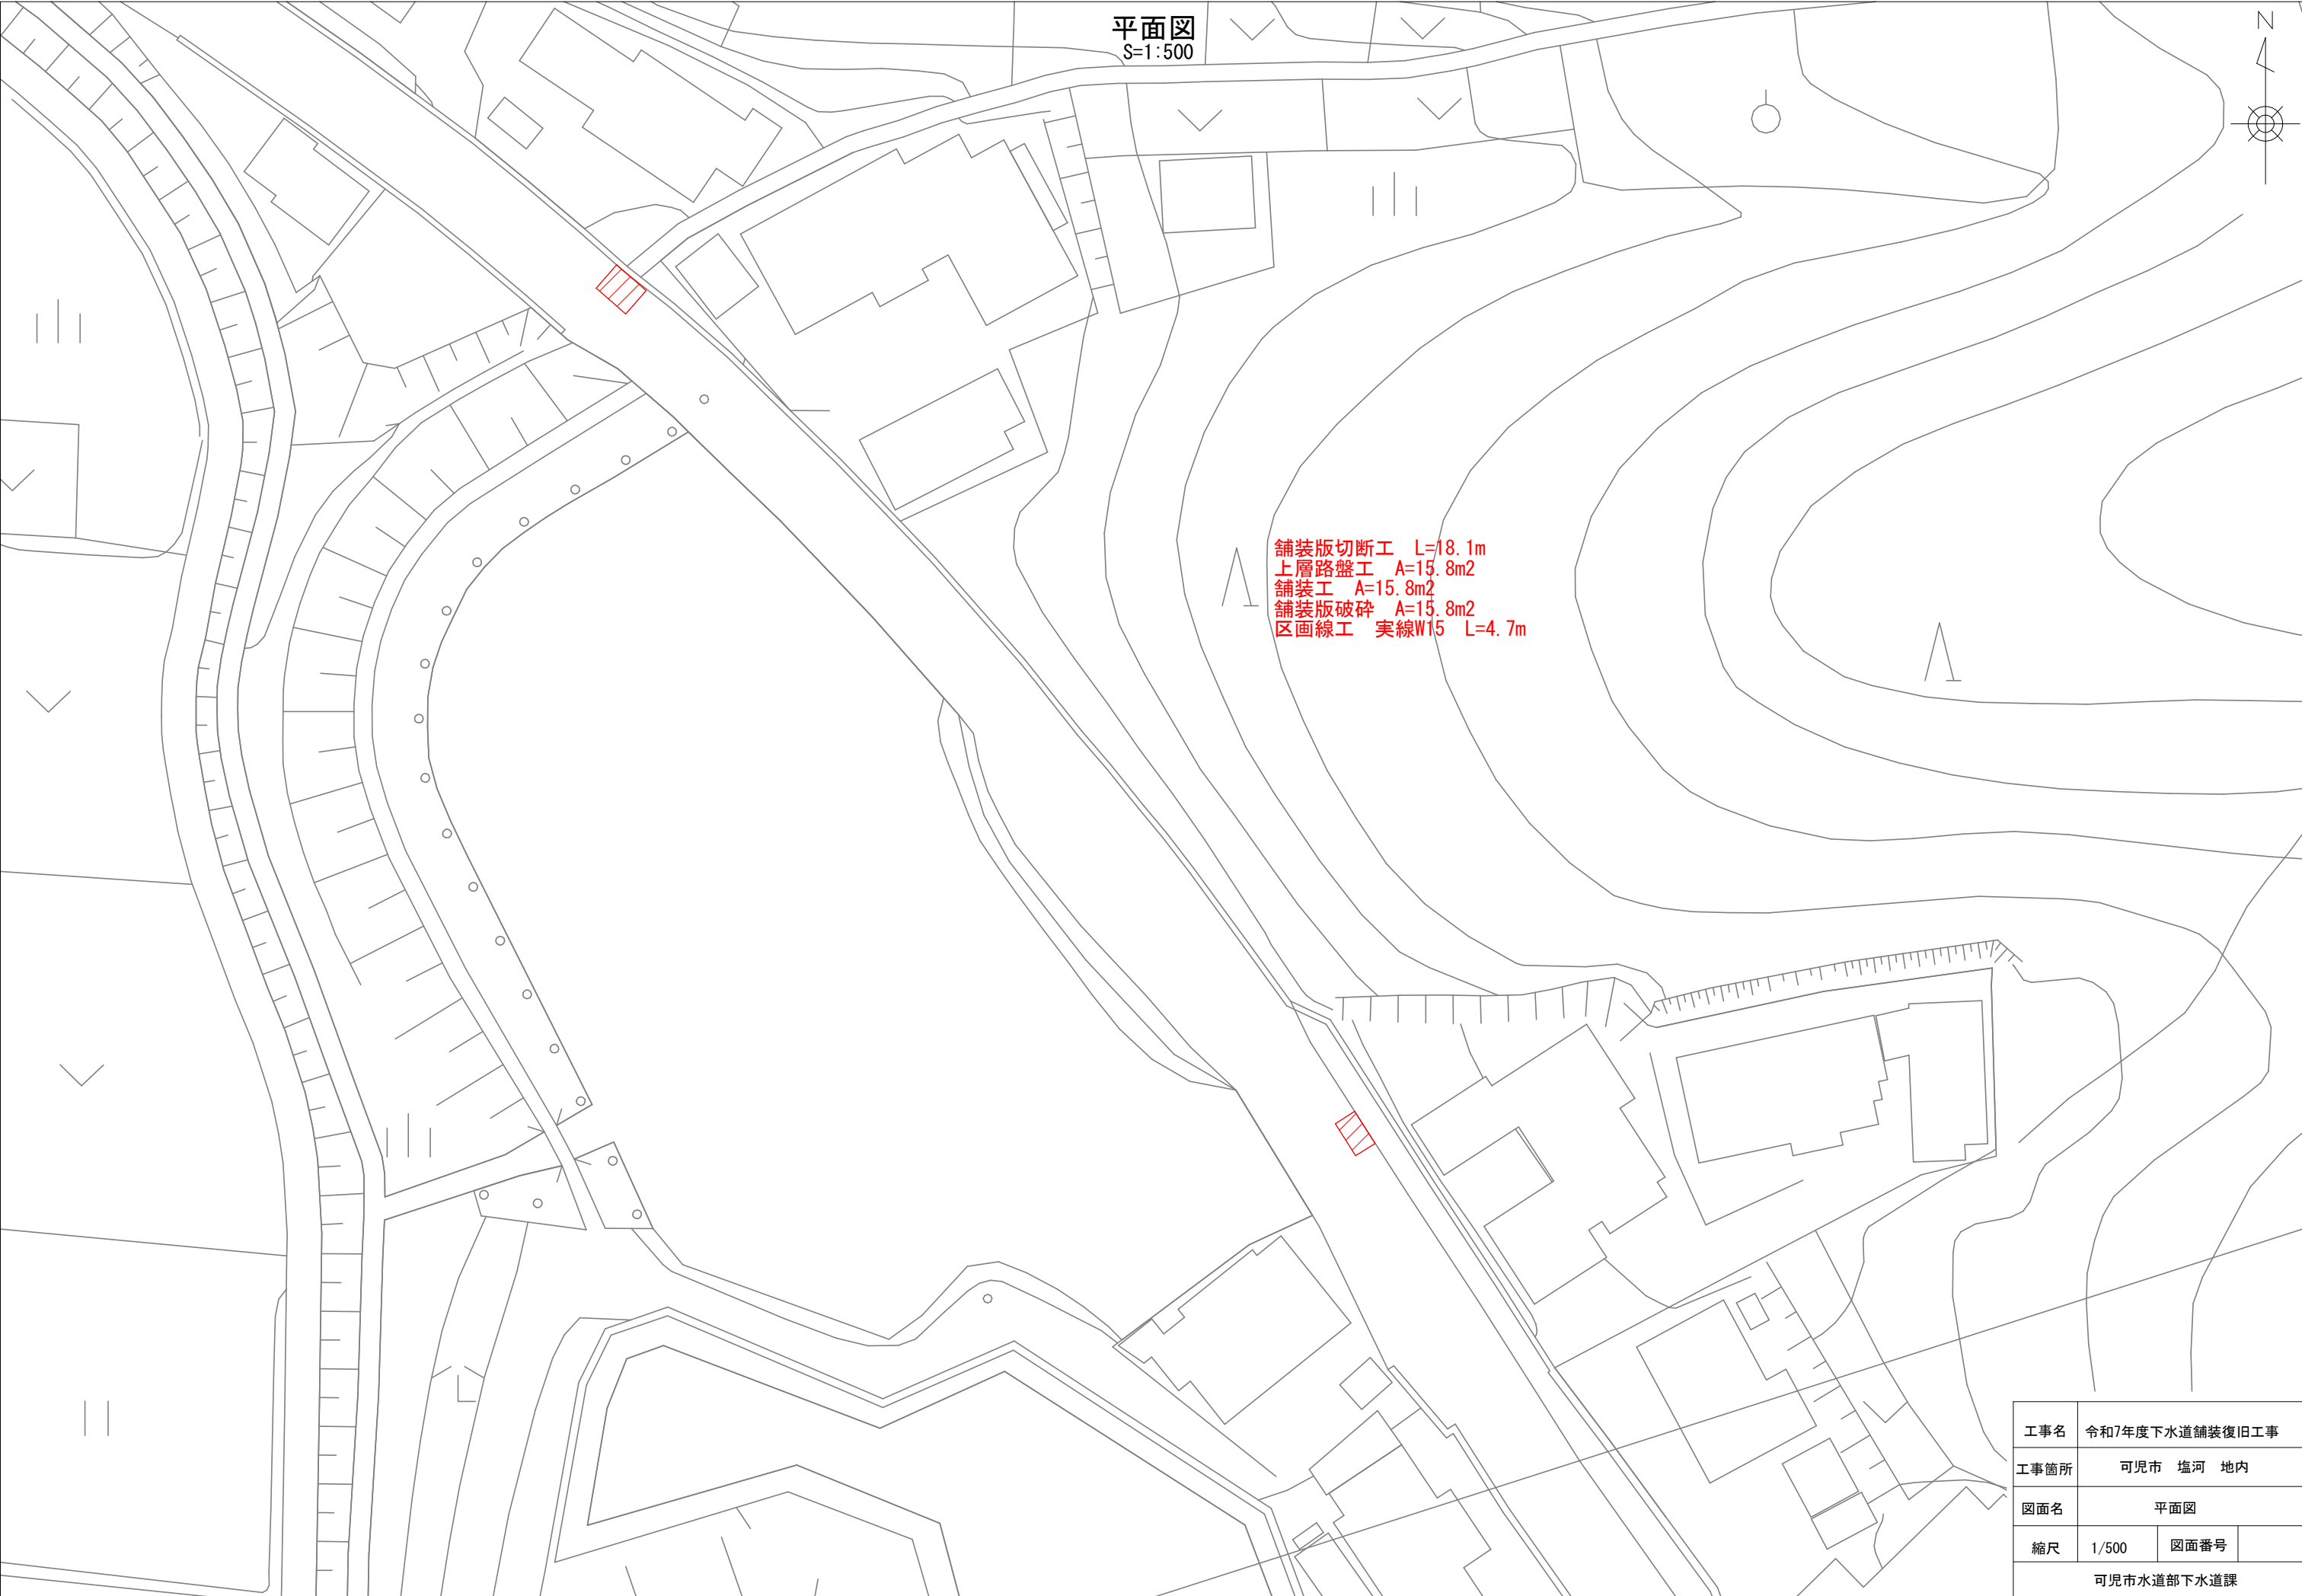 平面図
S=1:500
N
舗装版切断工　L=18.1m
上層路盤工　A=15.8m2
舗装工　A=15.8m2
舗装版破砕　A=15.8m2
区画線工　実線W15　L=4.7m
工事名　令和7年度下水道舗装復旧工事
工事箇所　可児市　塩河　地内
図面名　平面図
縮尺　1/500　図面番号
可児市水道部下水道課